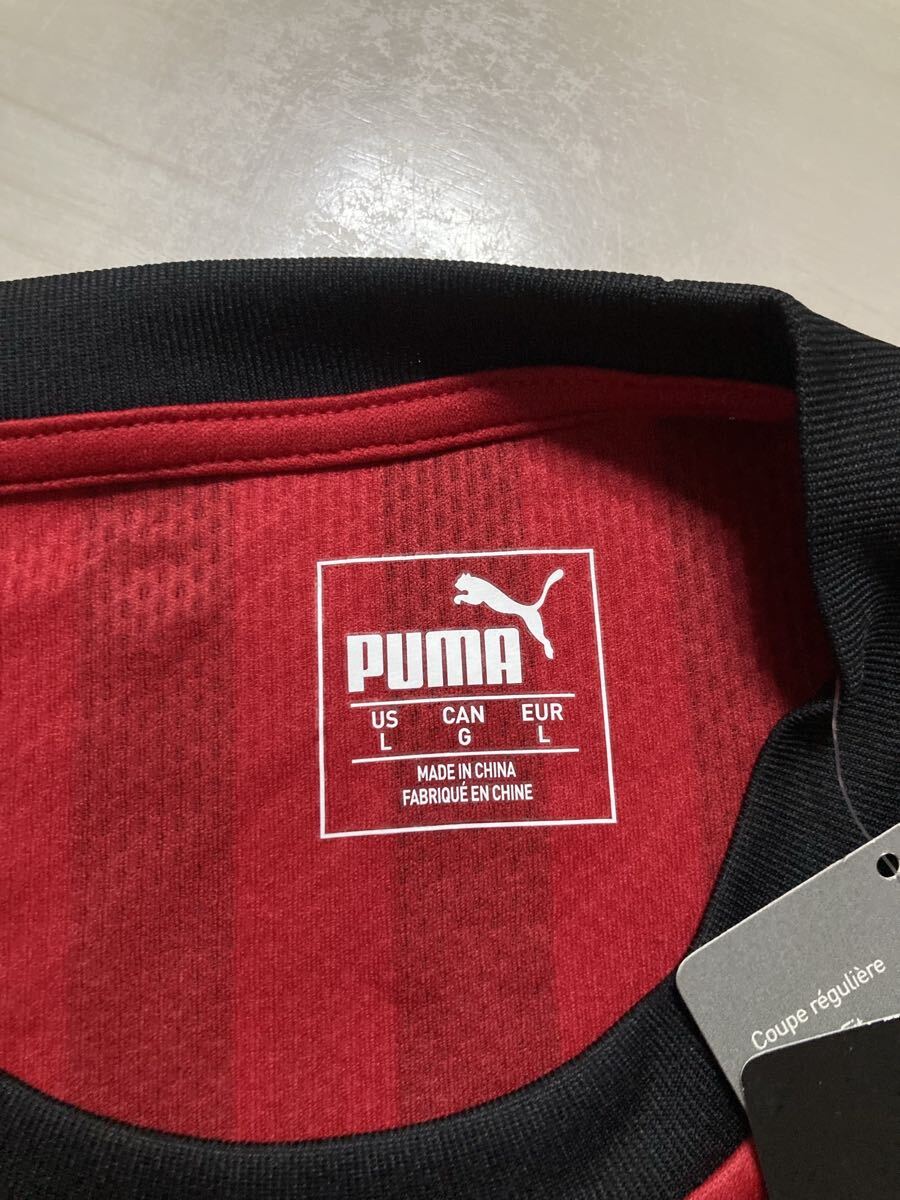 PUMA
US CAN EUR
L G L
MADE IN CHINA
FABRIQUÉ EN CHINE
Coupe régulière